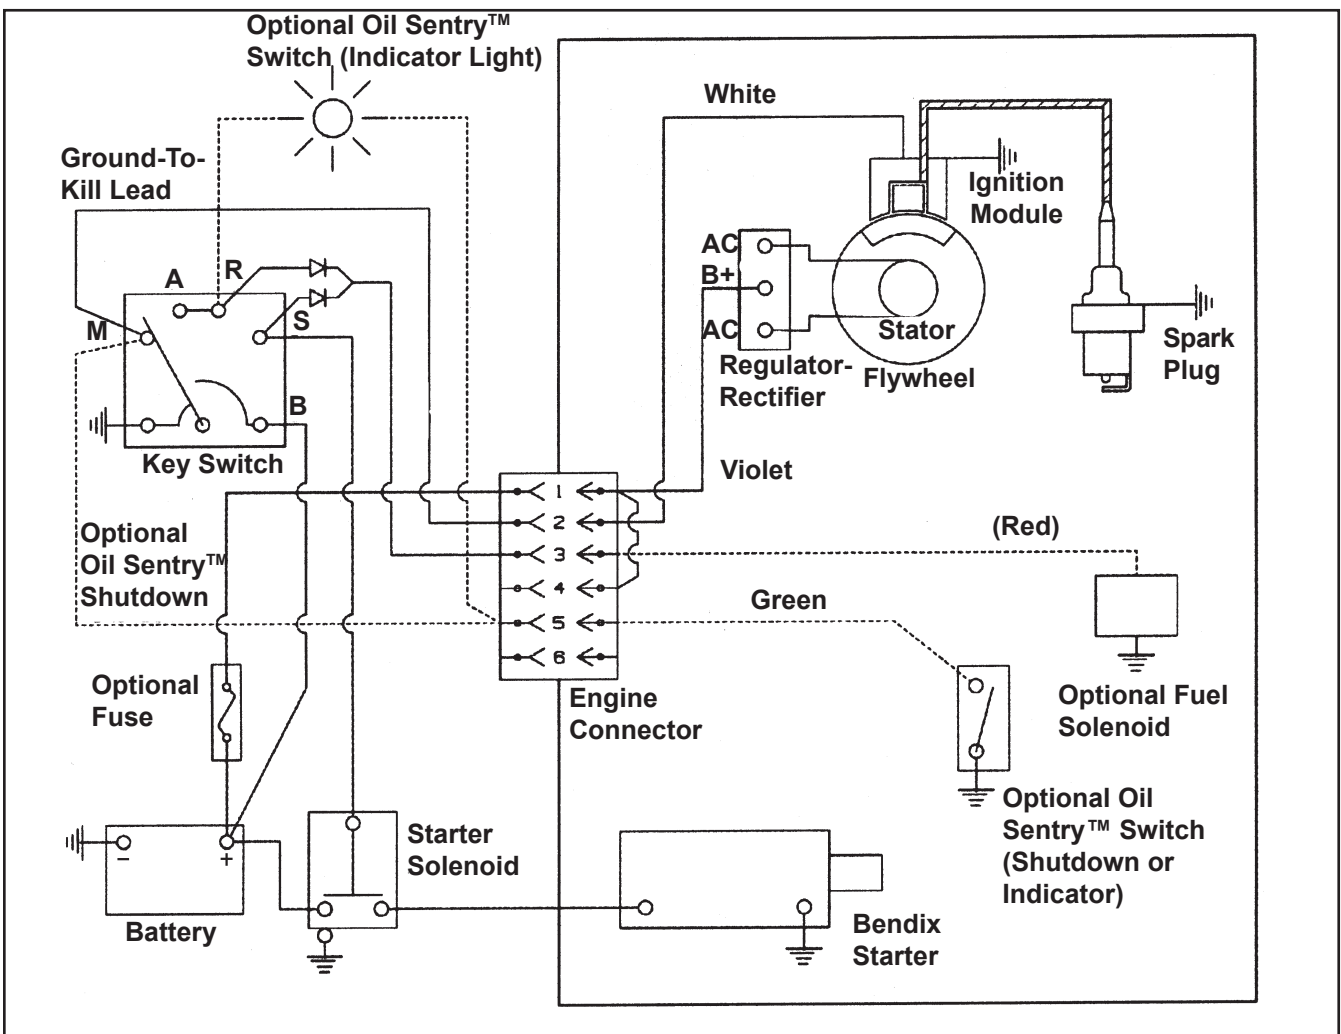 Optional Oil Sentry™
Switch (Indicator Light)
White
Ground-To-
Kill Lead
Ignition
Module
AC
B+
AC
A
R
S
M
B
Stator
Spark
Plug
Regulator-
Rectifier
Flywheel
Key Switch
Violet
1
2
3
4
5
6
(Red)
Optional
Oil Sentry™
Shutdown
Green
Optional
Fuse
Engine
Connector
Optional Fuel
Solenoid
Optional Oil
Sentry™ Switch
(Shutdown or
Indicator)
Starter
Solenoid
−
+
Battery
Bendix
Starter